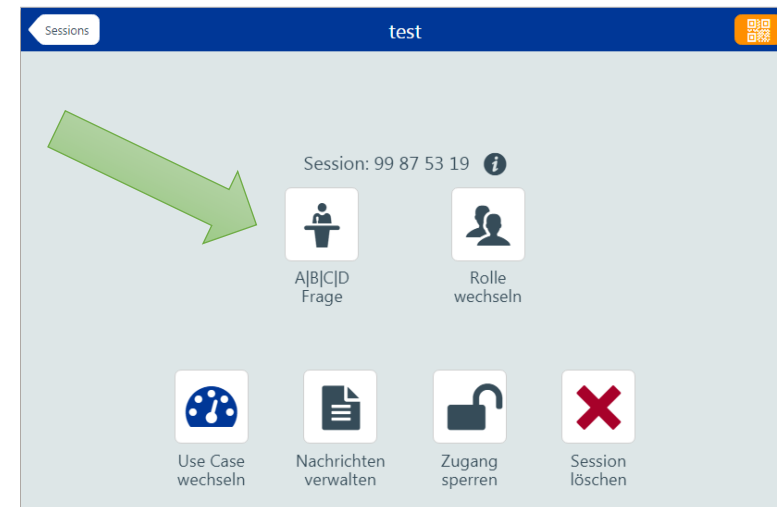 Sessions
test
Session: 99 87 53 19
A|B|C|D
Frage
Rolle
wechseln
Use Case
wechseln
Nachrichten
verwalten
Zugang
sperren
Session
löschen